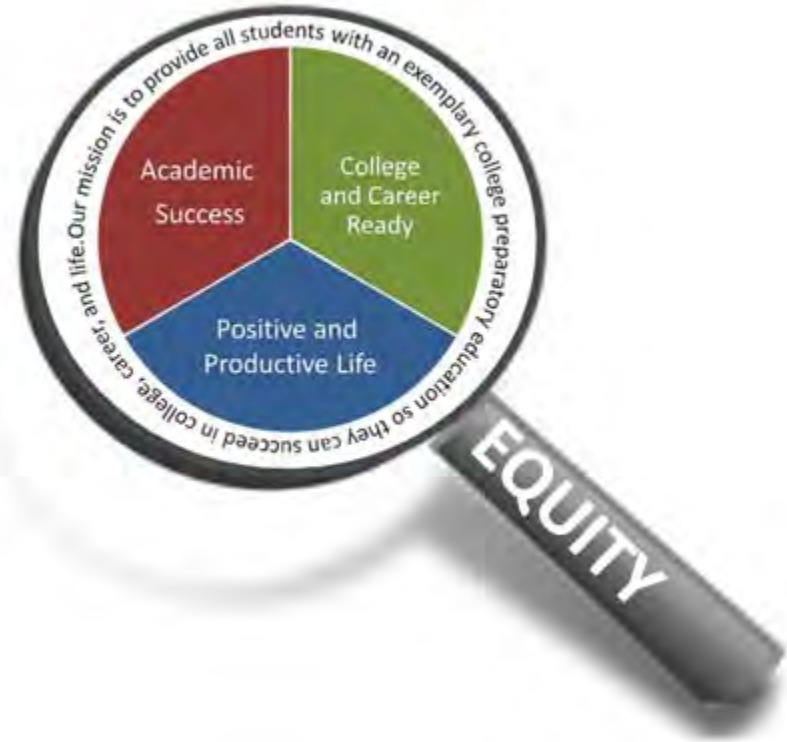 Our mission is to provide all students with an exemplary college preparatory education so they can succeed in college, career, and life.
Academic
Success
College
and Career
Ready
Positive and
Productive Life
EQUITY